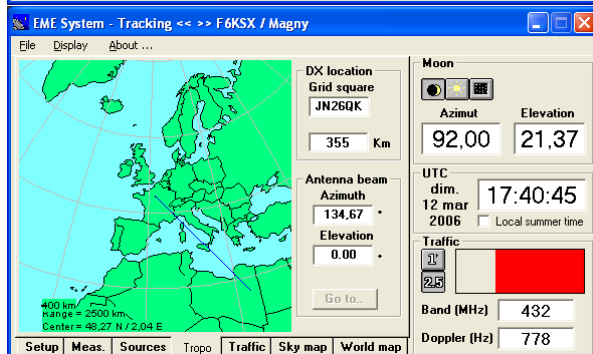 EME System - Tracking << >> F6KSX / Magny
File Display About ...
DX location
Grid square
JN26QK
355 Km
Antenna beam
Azimuth
134,67 °
Elevation
0.00 °
Go to..
400 km
Range = 2500 km
Center = 48,27 N / 2,04 E
Setup Meas. Sources Tropo Traffic Sky map World map
Moon
Azimut Elevation
92,00 21,37
UTC
dim.
12 mar
2006
17:40:45
Local summer time
Traffic
1'
2.5
Band (MHz) 432
Doppler (Hz) 778